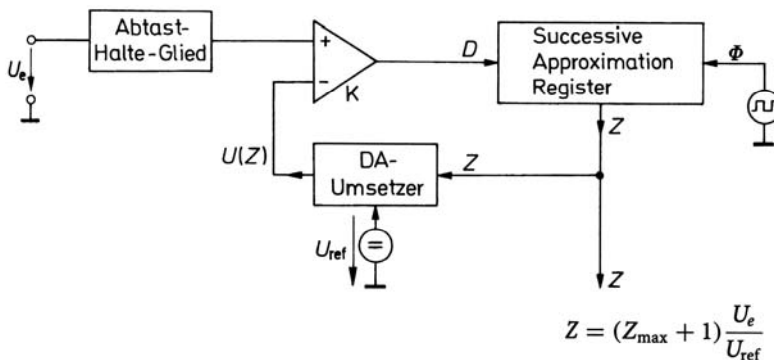 Abtast-
Halte-Glied
U_e
+
−
K
D
Successive
Approximation
Register
Φ
Z
U(Z)
DA-
Umsetzer
Z
U_ref
=
Z
Z = (Z_max + 1) U_e / U_ref